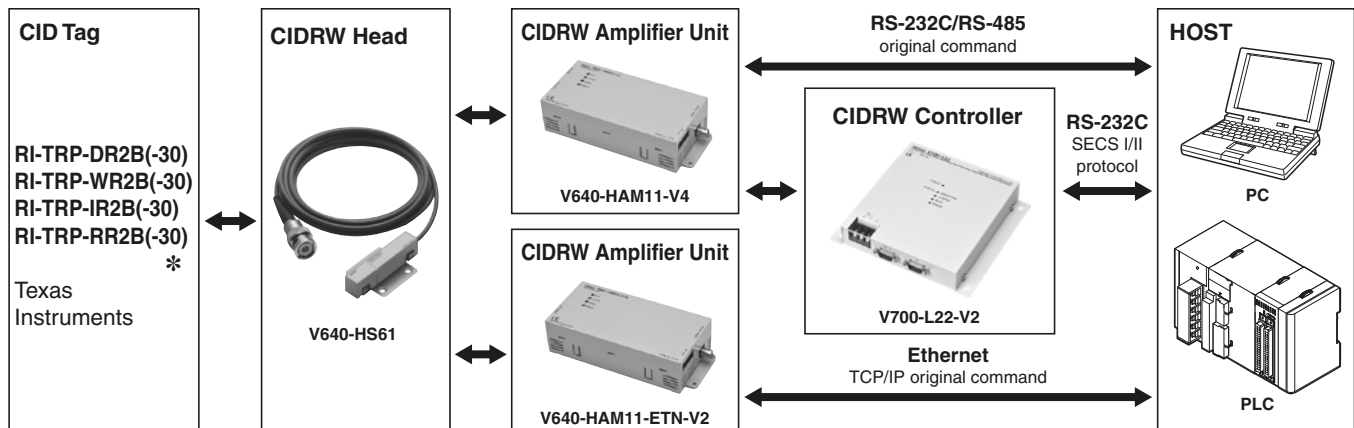 CID Tag
RI-TRP-DR2B(-30)
RI-TRP-WR2B(-30)
RI-TRP-IR2B(-30)
RI-TRP-RR2B(-30)
*
Texas
Instruments
CIDRW Head
V640-HS61
CIDRW Amplifier Unit
V640-HAM11-V4
CIDRW Amplifier Unit
V640-HAM11-ETN-V2
RS-232C/RS-485
original command
CIDRW Controller
V700-L22-V2
RS-232C
SECS I/II
protocol
Ethernet
TCP/IP original command
HOST
PC
PLC